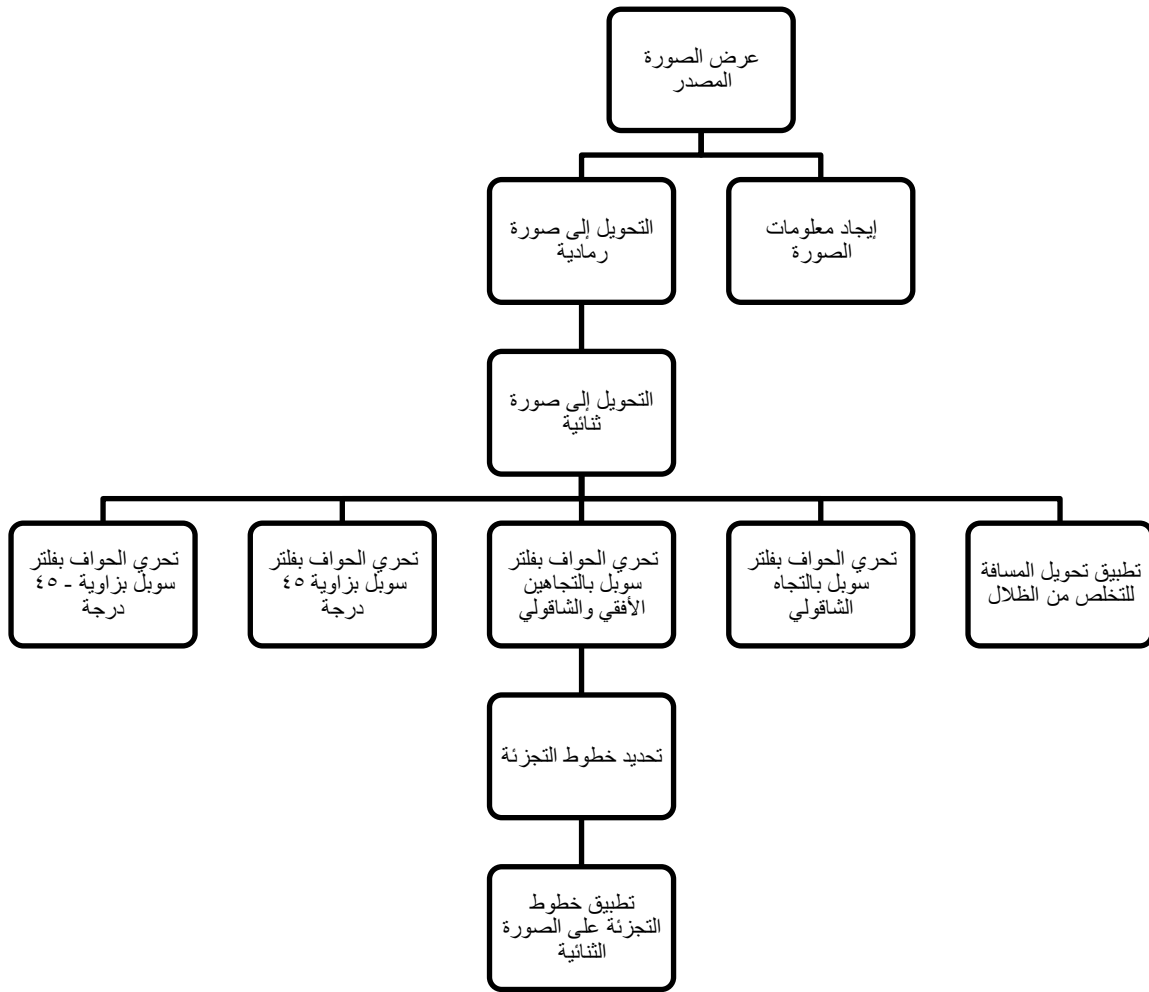 عرض الصورة
المصدر
إيجاد معلومات
الصورة
التحويل إلى صورة
رمادية
التحويل إلى صورة
ثنائية
تطبيق تحويل المسافة
للتخلص من الظلال
تحري الحواف بفلتر
سوبل بالتجاه
الشاقولي
تحري الحواف بفلتر
سوبل بالتجاهين
الأفقي والشاقولي
تحري الحواف بفلتر
سوبل بزاوية ٤٥
درجة
تحري الحواف بفلتر
سوبل بزاوية - ٤٥
درجة
تحديد خطوط التجزئة
تطبيق خطوط
التجزئة على الصورة
الثنائية